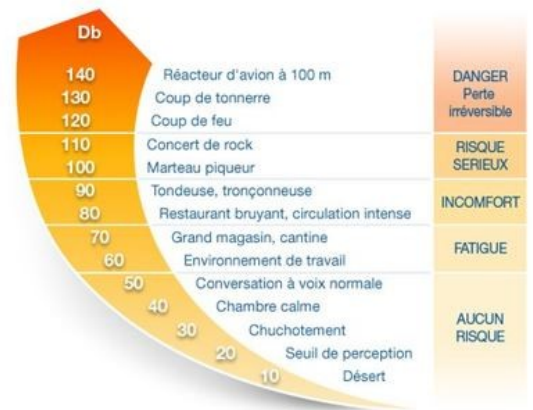 Db
140 Réacteur d'avion à 100 m
130 Coup de tonnerre
120 Coup de feu
DANGER
Perte
irréversible
110 Concert de rock
100 Marteau piqueur
RISQUE
SERIEUX
90 Tondeuse, tronçonneuse
80 Restaurant bruyant, circulation intense
INCOMFORT
70 Grand magasin, cantine
60 Environnement de travail
FATIGUE
50 Conversation à voix normale
40 Chambre calme
30 Chuchotement
20 Seuil de perception
10 Désert
AUCUN
RISQUE